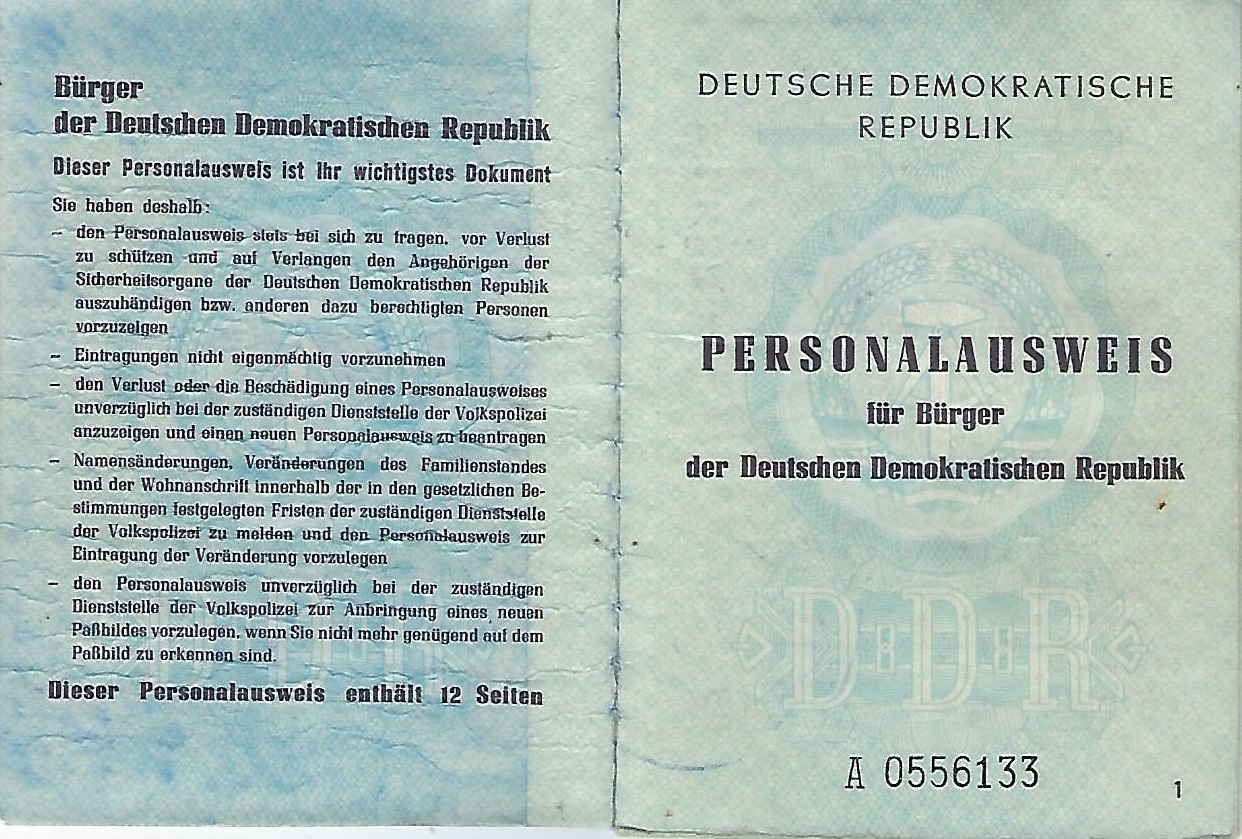 Bürger
der Deutschen Demokratischen Republik
Dieser Personalausweis ist Ihr wichtigstes Dokument
Sie haben deshalb:
– den Personalausweis stets bei sich zu tragen, vor Verlust
zu schützen und auf Verlangen den Angehörigen der
Sicherheitsorgane der Deutschen Demokratischen Republik
auszuhändigen bzw. anderen dazu berechtigten Personen
vorzuzeigen
– Eintragungen nicht eigenmächtig vorzunehmen
– den Verlust oder die Beschädigung eines Personalausweises
unverzüglich bei der zuständigen Dienststelle der Volkspolizei
anzuzeigen und einen neuen Personalausweis zu beantragen
– Namensänderungen, Veränderungen des Familienstandes
und der Wohnanschrift innerhalb der in den gesetzlichen Be-
stimmungen festgelegten Fristen der zuständigen Dienststelle
der Volkspolizei zu melden und den Personalausweis zur
Eintragung der Veränderung vorzulegen
– den Personalausweis unverzüglich bei der zuständigen
Dienststelle der Volkspolizei zur Anbringung eines neuen
Paßbildes vorzulegen, wenn Sie nicht mehr genügend auf dem
Paßbild zu erkennen sind.
Dieser Personalausweis enthält 12 Seiten
DEUTSCHE DEMOKRATISCHE
REPUBLIK
PERSONALAUSWEIS
für Bürger
der Deutschen Demokratischen Republik
DDR
A 0556133
1